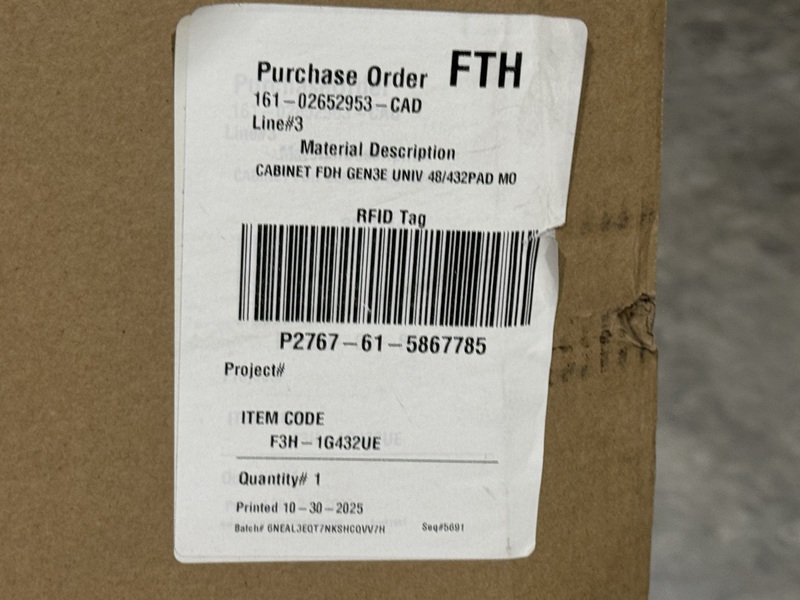 Purchase Order FTH
161-02652953-CAD
Line#3
Material Description
CABINET FDH GEN3E UNIV 48/432PAD MO
RFID Tag
P2767-61-5867785
Project#
ITEM CODE
F3H-1G432UE
Quantity# 1
Printed 10-30-2025
Batch# 6NEAL3EQT7NKSHCQVV7H Seq#5691